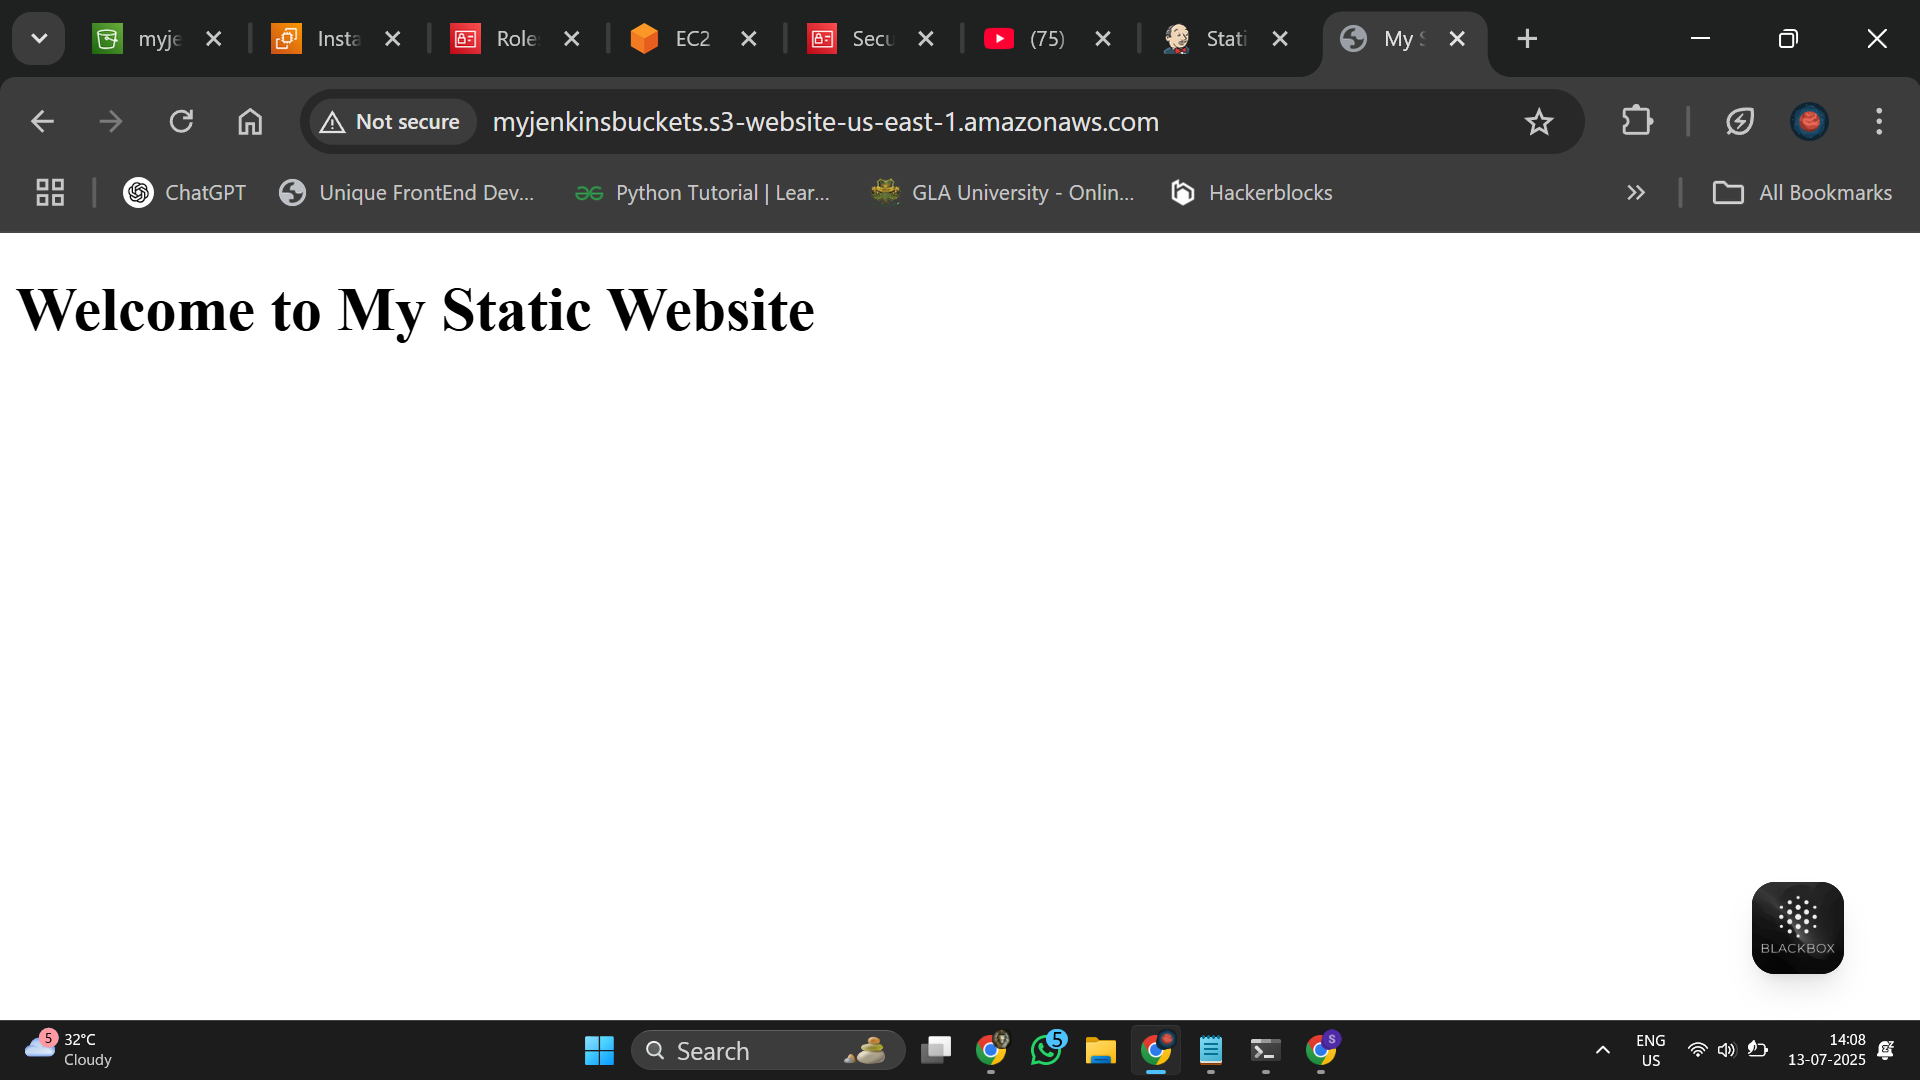 myje
Insta
Role
EC2
Secu
(75)
Stati
My S
Not secure
myjenkinsbuckets.s3-website-us-east-1.amazonaws.com
ChatGPT
Unique FrontEnd Dev...
Python Tutorial | Lear...
GLA University - Onlin...
Hackerblocks
All Bookmarks
Welcome to My Static Website
BLACKBOX
5
32°C
Cloudy
Search
5
S
ENG
US
14:08
13-07-2025